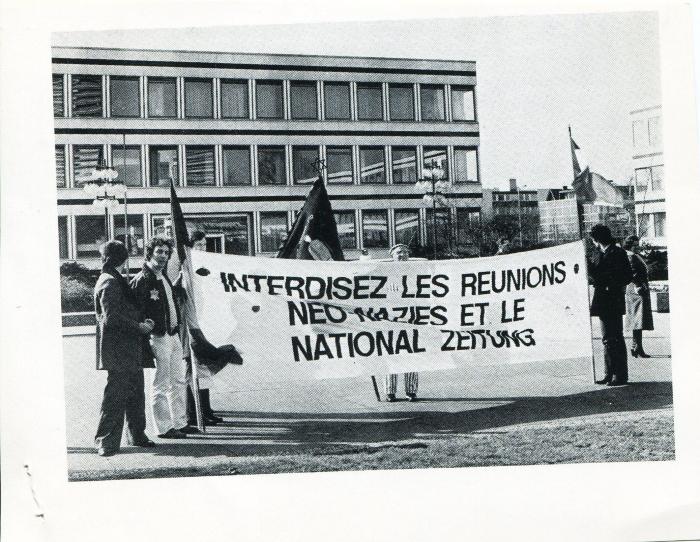 INTERDISEZ LES REUNIONS
NEO NAZIES ET LE
NATIONAL ZEITUNG